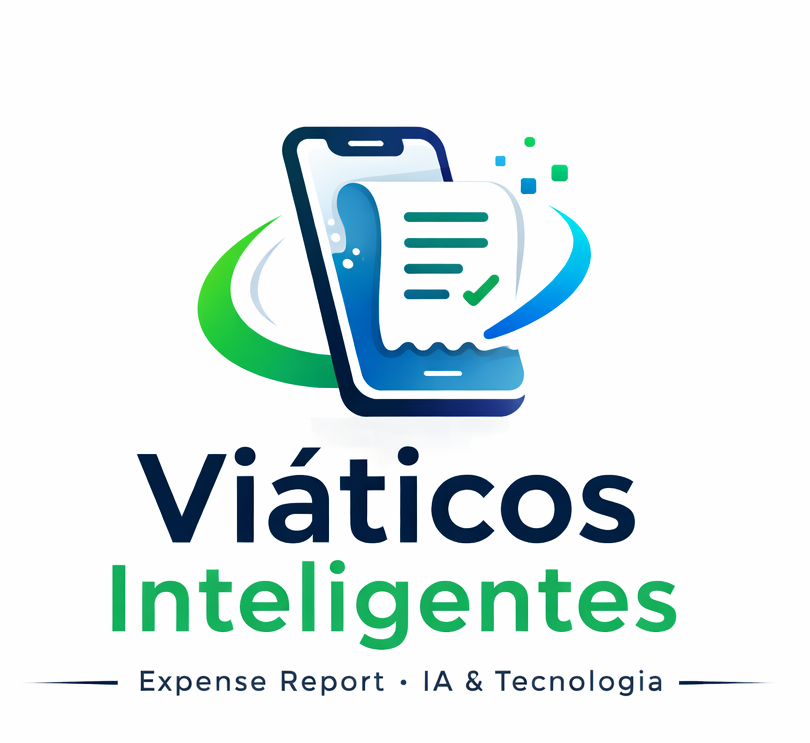 Viáticos
Inteligentes
Expense Report • IA & Tecnologia